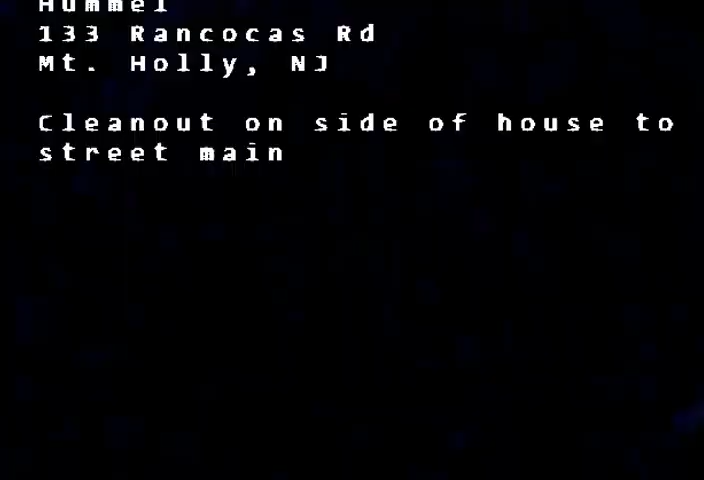 Hummel
133 Rancocas Rd
Mt. Holly, NJ
Cleanout on side of house to
street main